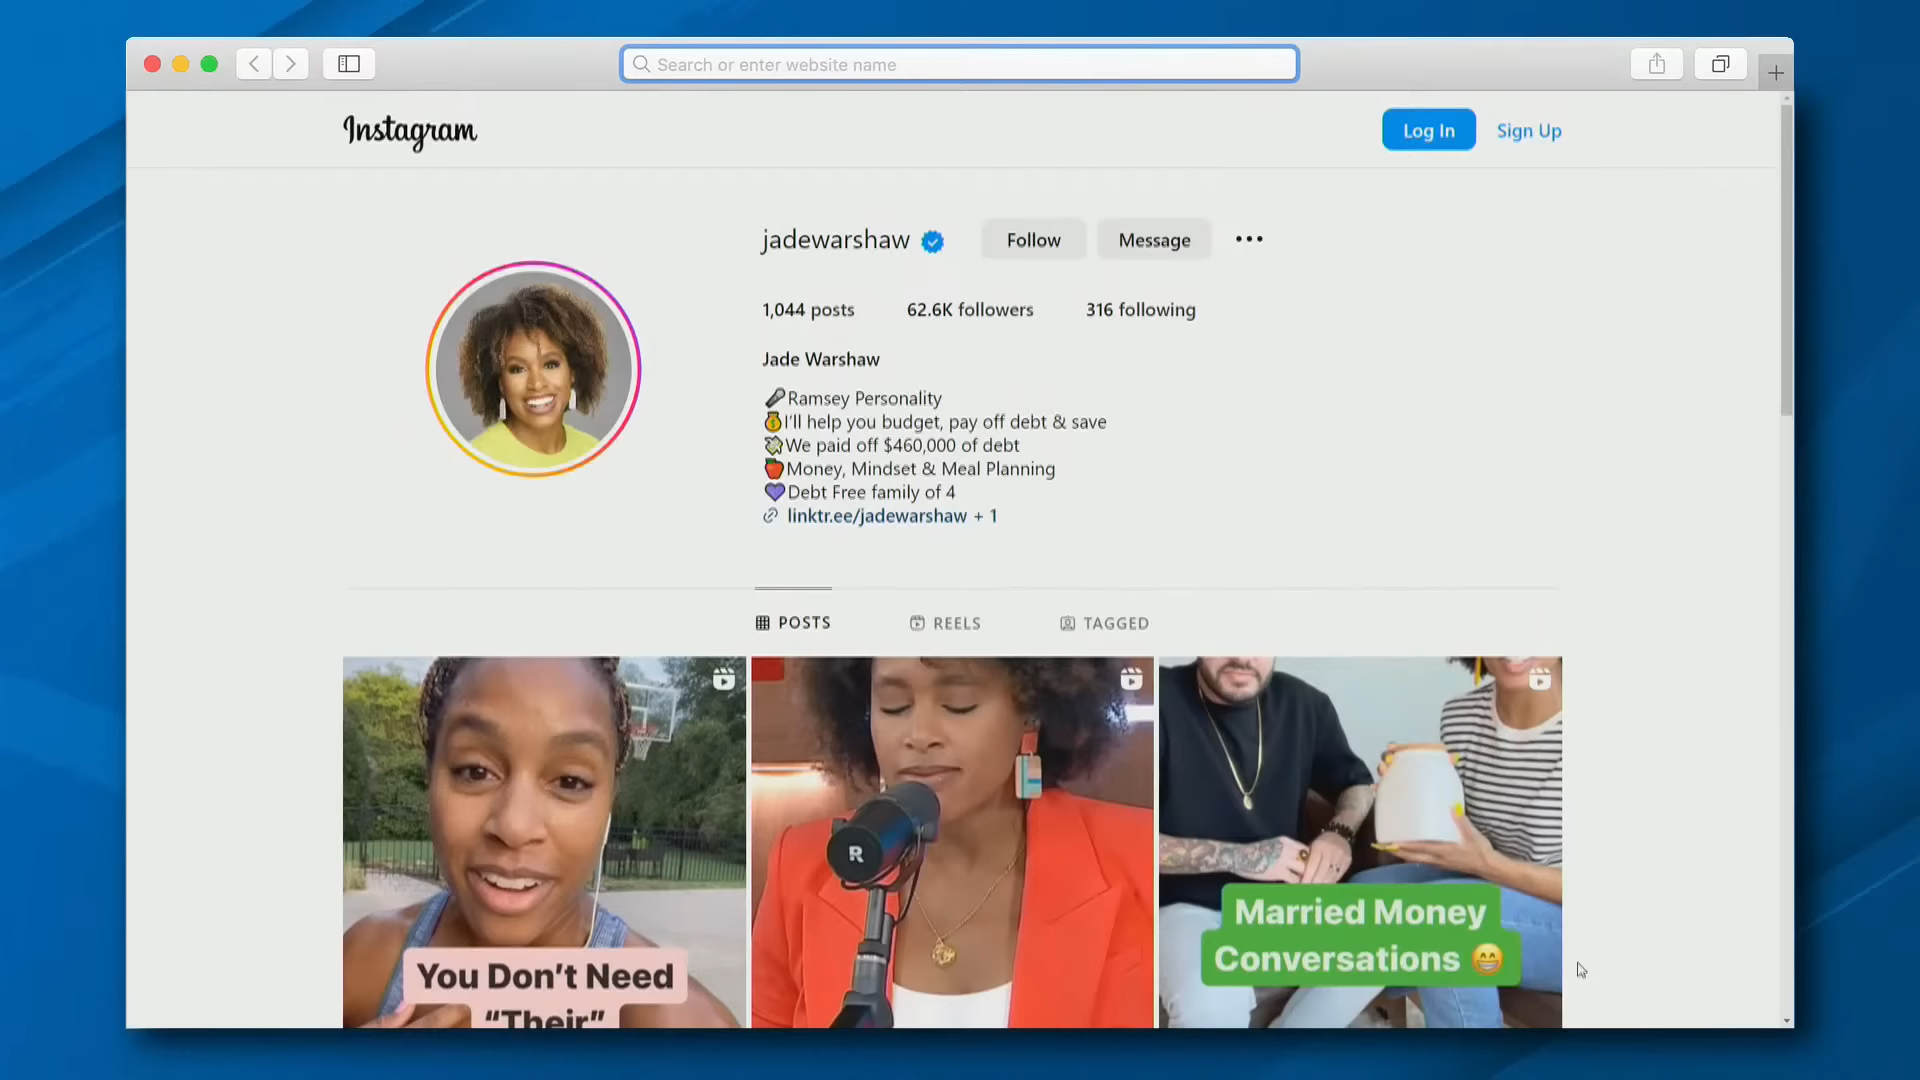 Search or enter website name
Instagram
Log In
Sign Up
jadewarshaw
Follow
Message
1,044 posts
62.6K followers
316 following
Jade Warshaw
🎤Ramsey Personality
💰I'll help you budget, pay off debt & save
💸We paid off $460,000 of debt
🍎Money, Mindset & Meal Planning
💜Debt Free family of 4
linktr.ee/jadewarshaw + 1
POSTS
REELS
TAGGED
You Don't Need
"Their"
R
Married Money
Conversations 😁